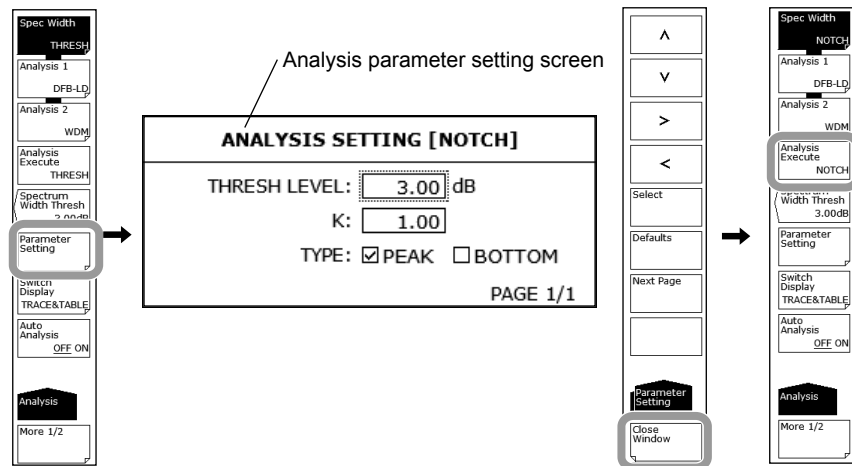 Spec Width
THRESH
Analysis 1
DFB-LD
Analysis 2
WDM
Analysis
Execute
THRESH
Spectrum
Width Thresh
3.00dB
Parameter
Setting
Switch
Display
TRACE&TABLE
Auto
Analysis
OFF ON
Analysis
More 1/2
Analysis parameter setting screen
ANALYSIS SETTING [NOTCH]
THRESH LEVEL: 3.00 dB
K: 1.00
TYPE: PEAK BOTTOM
PAGE 1/1
Select
Defaults
Next Page
Parameter
Setting
Close
Window
Spec Width
NOTCH
Analysis 1
DFB-LD
Analysis 2
WDM
Analysis
Execute
NOTCH
Spectrum
Width Thresh
3.00dB
Parameter
Setting
Switch
Display
TRACE&TABLE
Auto
Analysis
OFF ON
Analysis
More 1/2